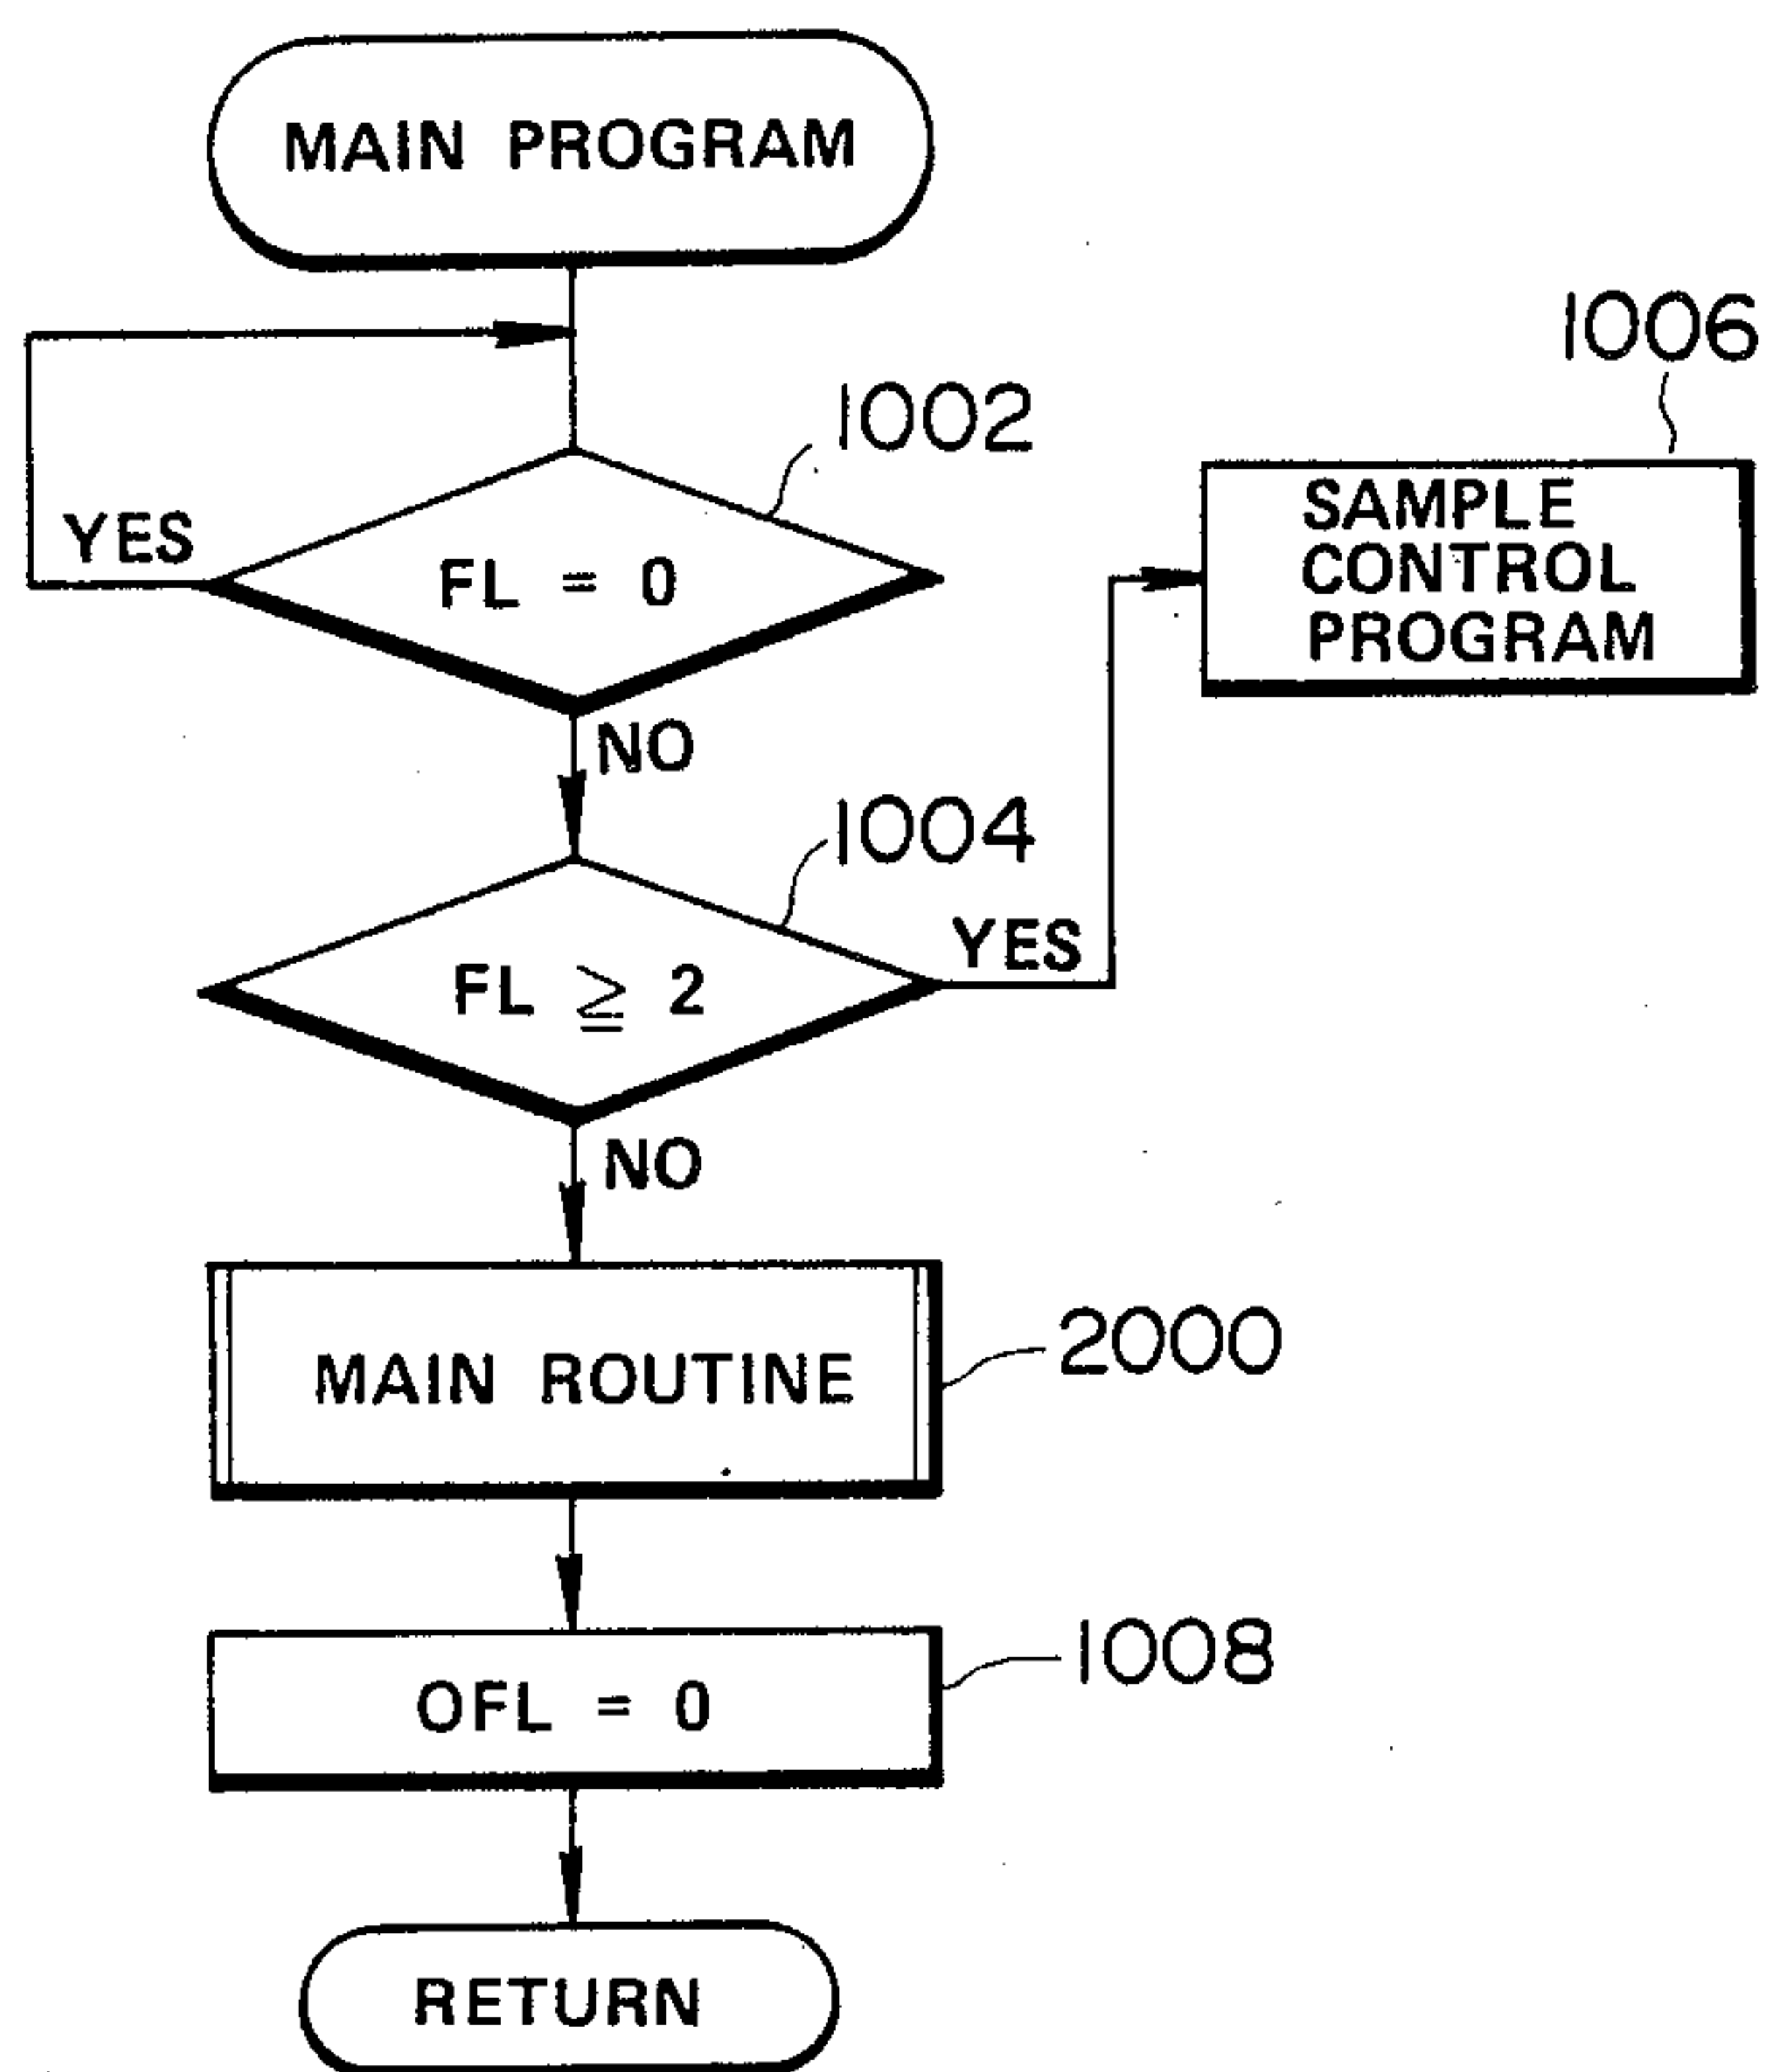 MAIN PROGRAM
1006
1002
SAMPLE
CONTROL
PROGRAM
YES
FL = 0
NO
1004
YES
FL ≧ 2
NO
2000
MAIN ROUTINE
1008
OFL = 0
RETURN